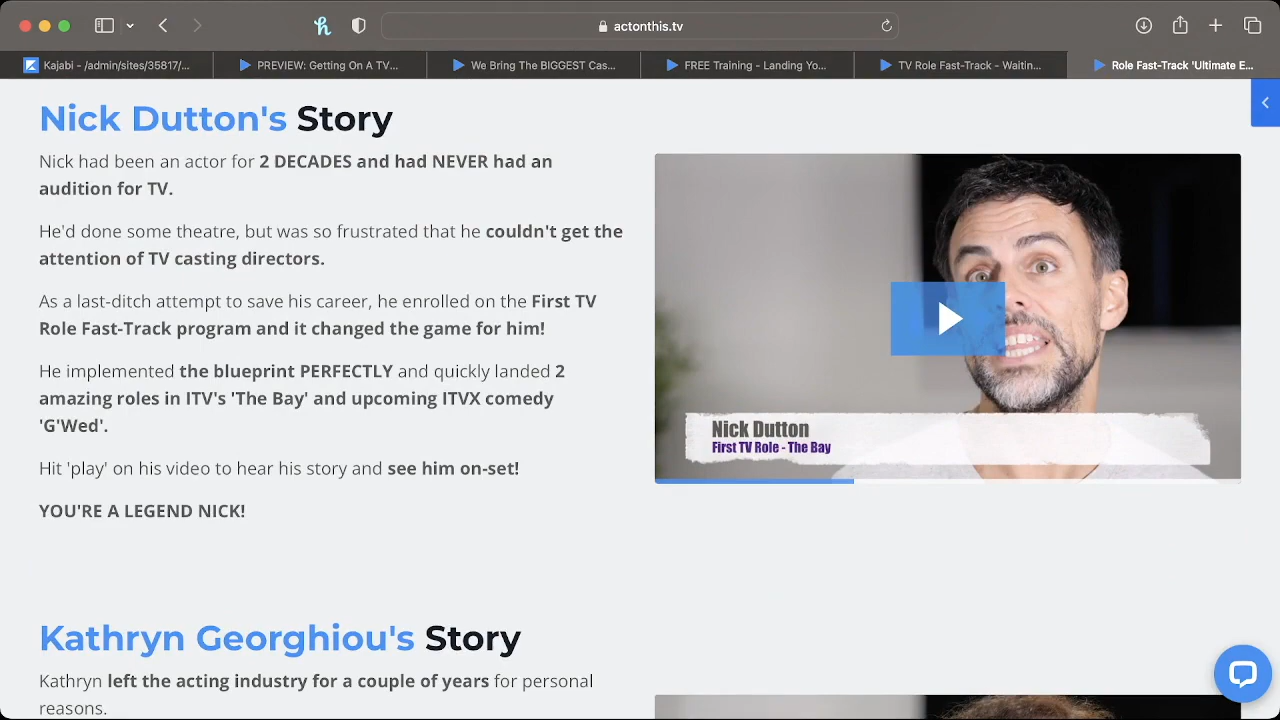 actonthis.tv
Kajabi - /admin/sites/35817/...
PREVIEW: Getting On A TV...
We Bring The BIGGEST Cas...
FREE Training - Landing Yo...
TV Role Fast-Track - Waitin...
Role Fast-Track 'Ultimate E...
Nick Dutton's Story
Nick had been an actor for 2 DECADES and had NEVER had an
audition for TV.
He'd done some theatre, but was so frustrated that he couldn't get the
attention of TV casting directors.
As a last-ditch attempt to save his career, he enrolled on the First TV
Role Fast-Track program and it changed the game for him!
He implemented the blueprint PERFECTLY and quickly landed 2
amazing roles in ITV's 'The Bay' and upcoming ITVX comedy
'G'Wed'.
Hit 'play' on his video to hear his story and see him on-set!
YOU'RE A LEGEND NICK!
Nick Dutton
First TV Role - The Bay
Kathryn Georghiou's Story
Kathryn left the acting industry for a couple of years for personal
reasons.